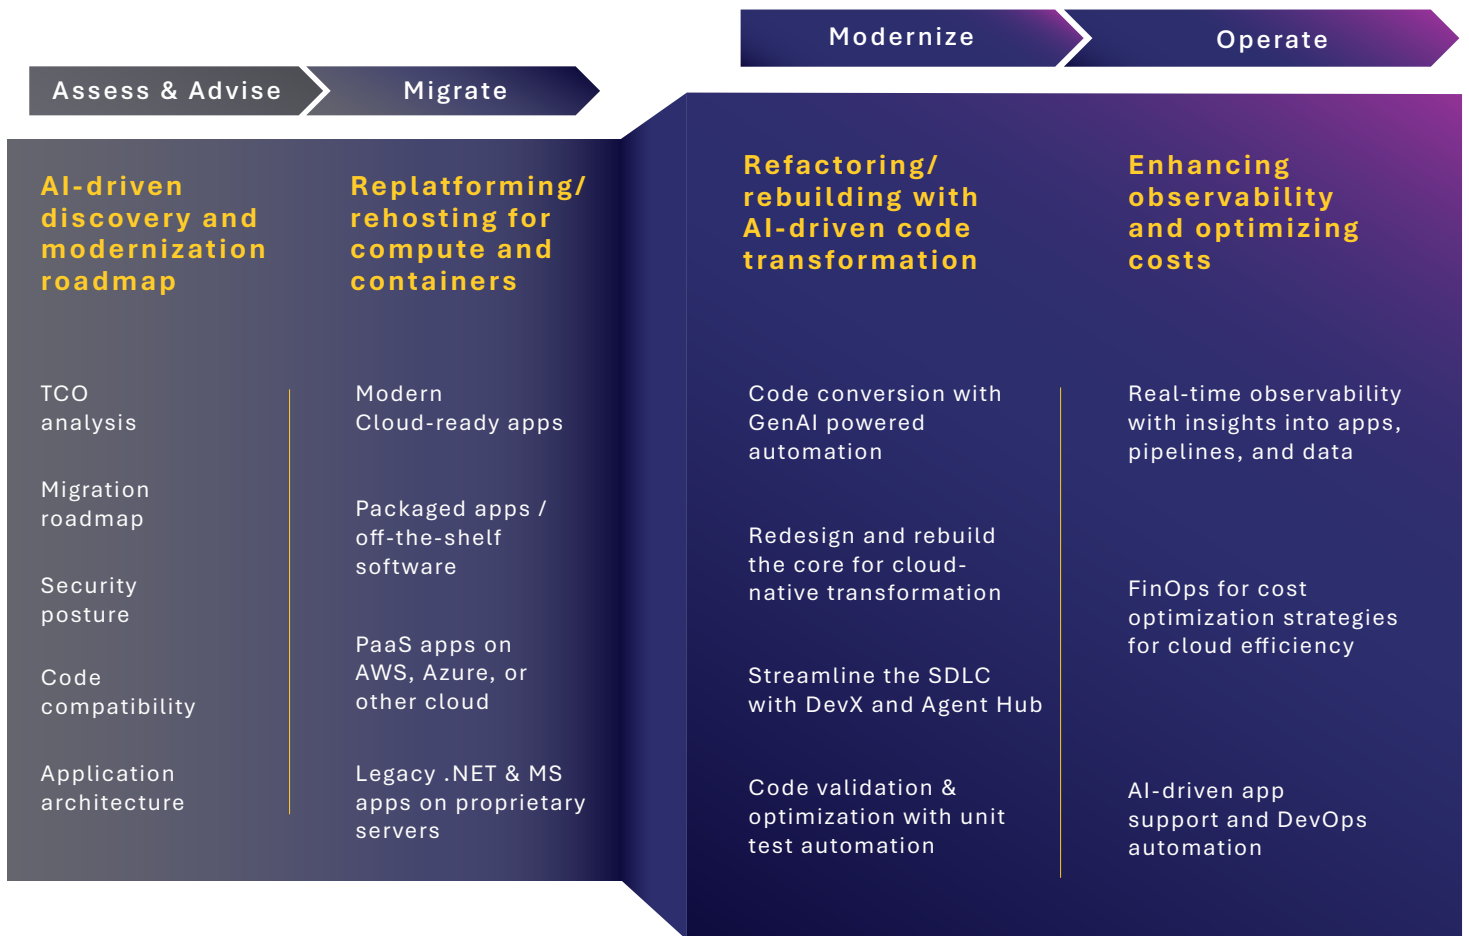 Modernize
Operate
Assess & Advise
Migrate
AI-driven
discovery and
modernization
roadmap
TCO
analysis
Migration
roadmap
Security
posture
Code
compatibility
Application
architecture
Replatforming/
rehosting for
compute and
containers
Modern
Cloud-ready apps
Packaged apps /
off-the-shelf
software
PaaS apps on
AWS, Azure, or
other cloud
Legacy .NET & MS
apps on proprietary
servers
Refactoring/
rebuilding with
AI-driven code
transformation
Code conversion with
GenAI powered
automation
Redesign and rebuild
the core for cloud-
native transformation
Streamline the SDLC
with DevX and Agent Hub
Code validation &
optimization with unit
test automation
Enhancing
observability
and optimizing
costs
Real-time observability
with insights into apps,
pipelines, and data
FinOps for cost
optimization strategies
for cloud efficiency
AI-driven app
support and DevOps
automation